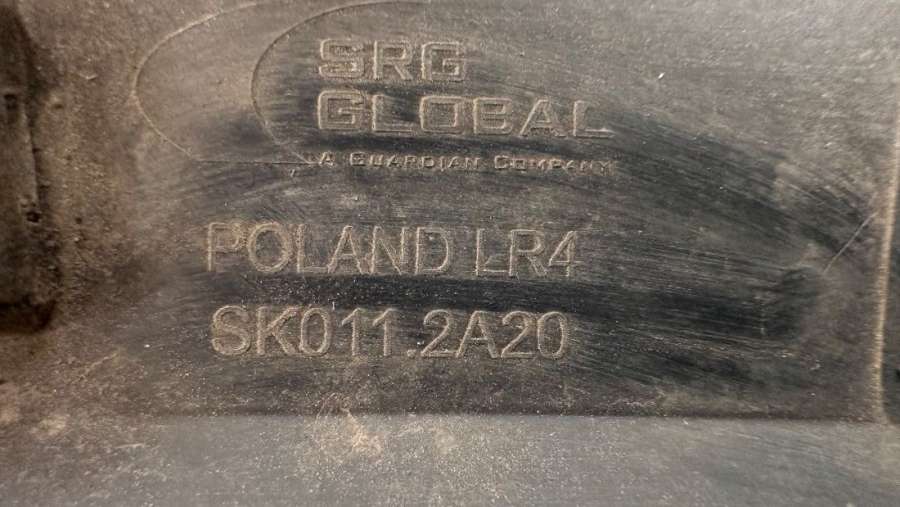 SRG
GLOBAL
A GUARDIAN COMPANY
POLAND LR4
SK011.2A20